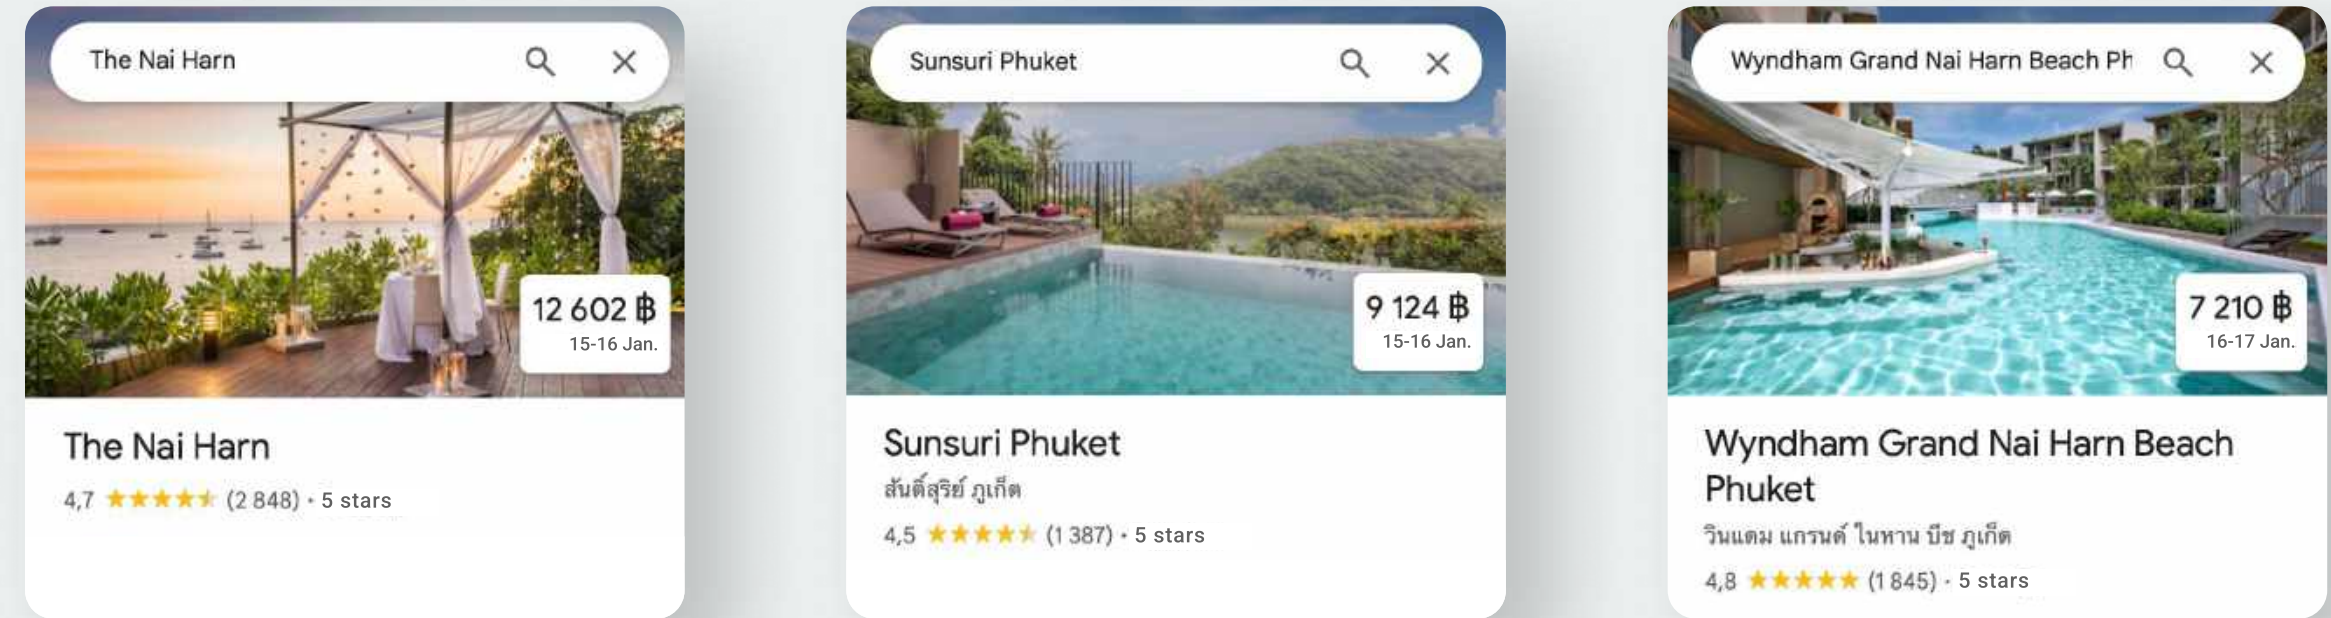 The Nai Harn
12 602 ฿
15-16 Jan.
The Nai Harn
4,7 (2 848) · 5 stars
Sunsuri Phuket
9 124 ฿
15-16 Jan.
Sunsuri Phuket
สันติ์สุริย์ ภูเก็ต
4,5 (1 387) · 5 stars
Wyndham Grand Nai Harn Beach Ph
7 210 ฿
16-17 Jan.
Wyndham Grand Nai Harn Beach
Phuket
วินแดม แกรนด์ ในหาน บีช ภูเก็ต
4,8 (1 845) · 5 stars